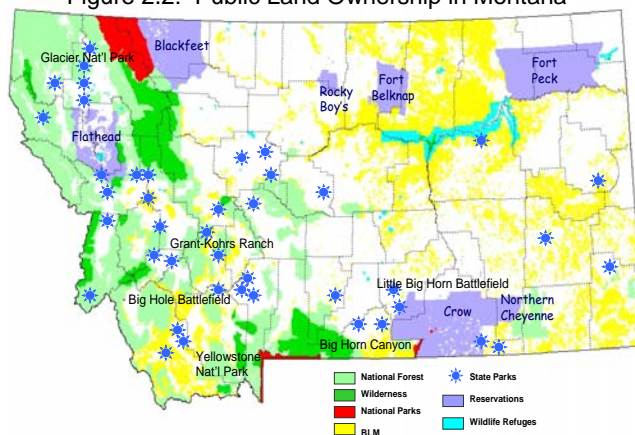 Figure 2.2. Public Land Ownership in Montana
Blackfeet
Glacier Nat'l Park
Fort
Peck
Rocky
Boy's
Fort
Belknap
Flathead
Grant-Kohrs Ranch
Big Hole Battlefield
Little Big Horn Battlefield
Crow
Northern
Cheyenne
Big Horn Canyon
Yellowstone
Nat'l Park
National Forest
Wilderness
National Parks
BLM
State Parks
Reservations
Wildlife Refuges